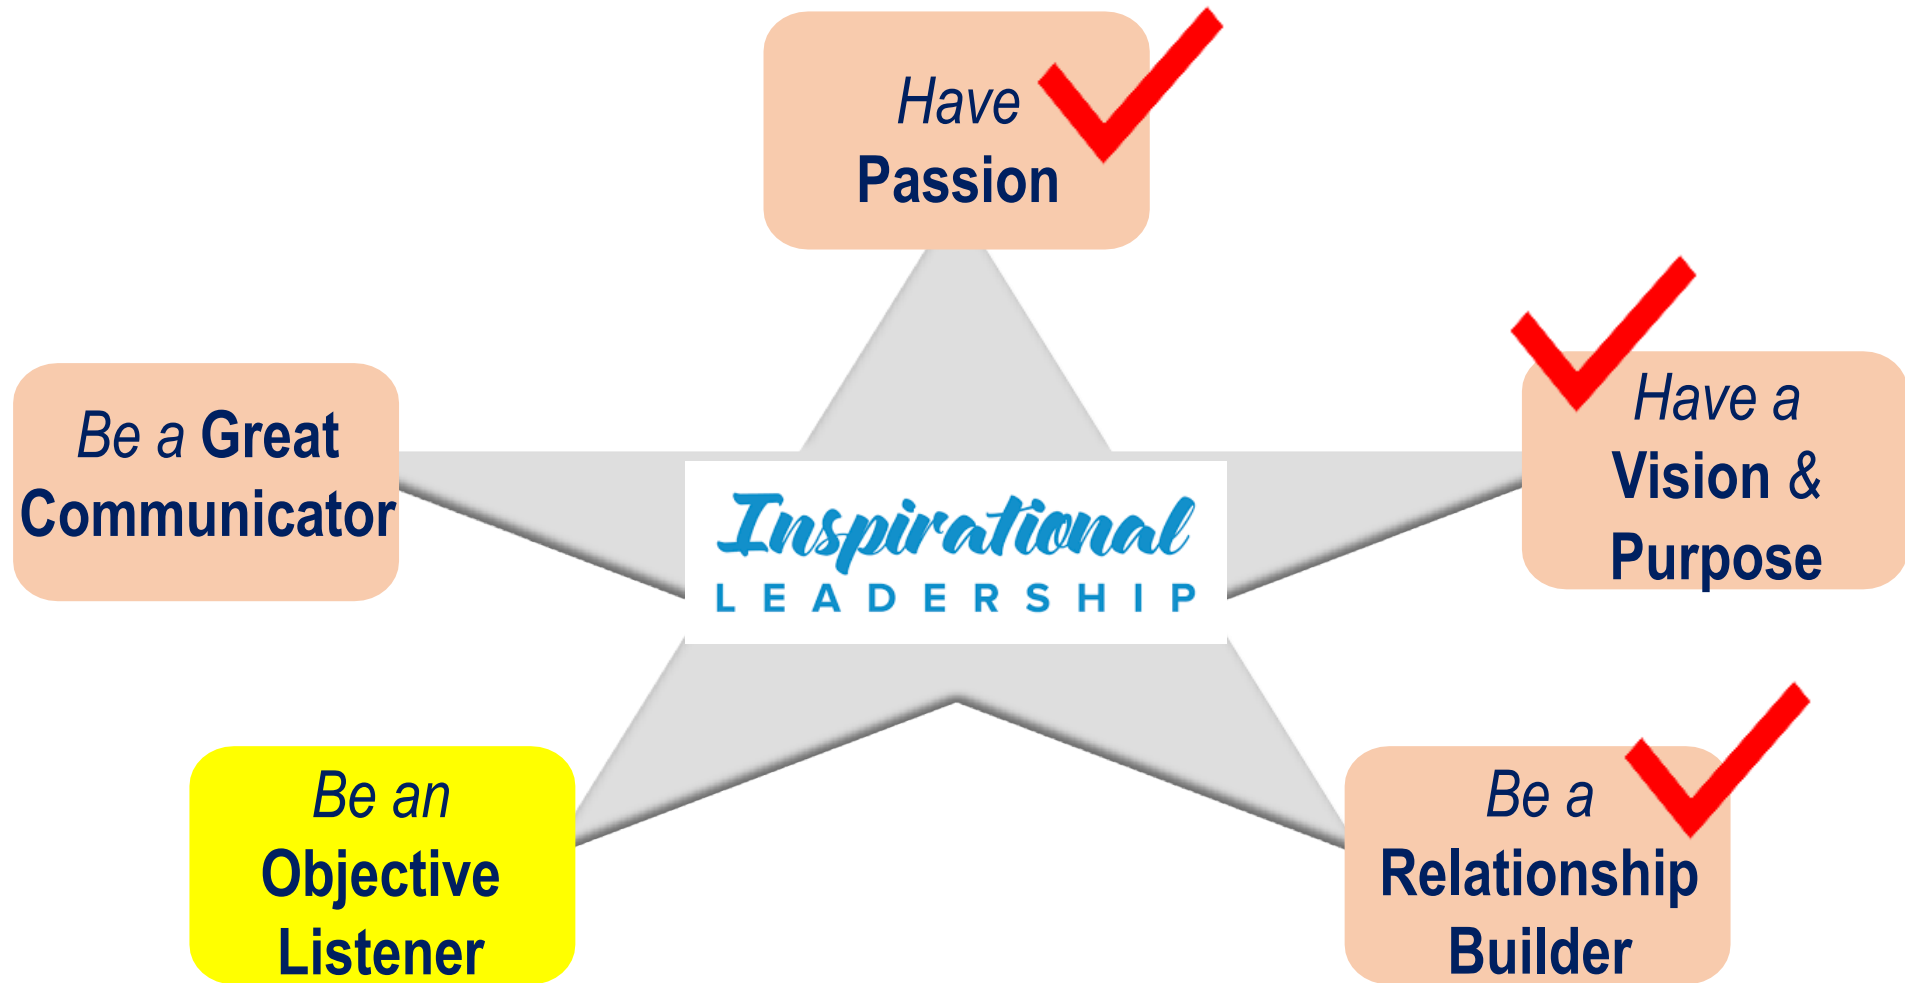 Have
Passion
Have a
Vision &
Purpose
Be a Great
Communicator
Inspirational
LEADERSHIP
Be an
Objective
Listener
Be a
Relationship
Builder